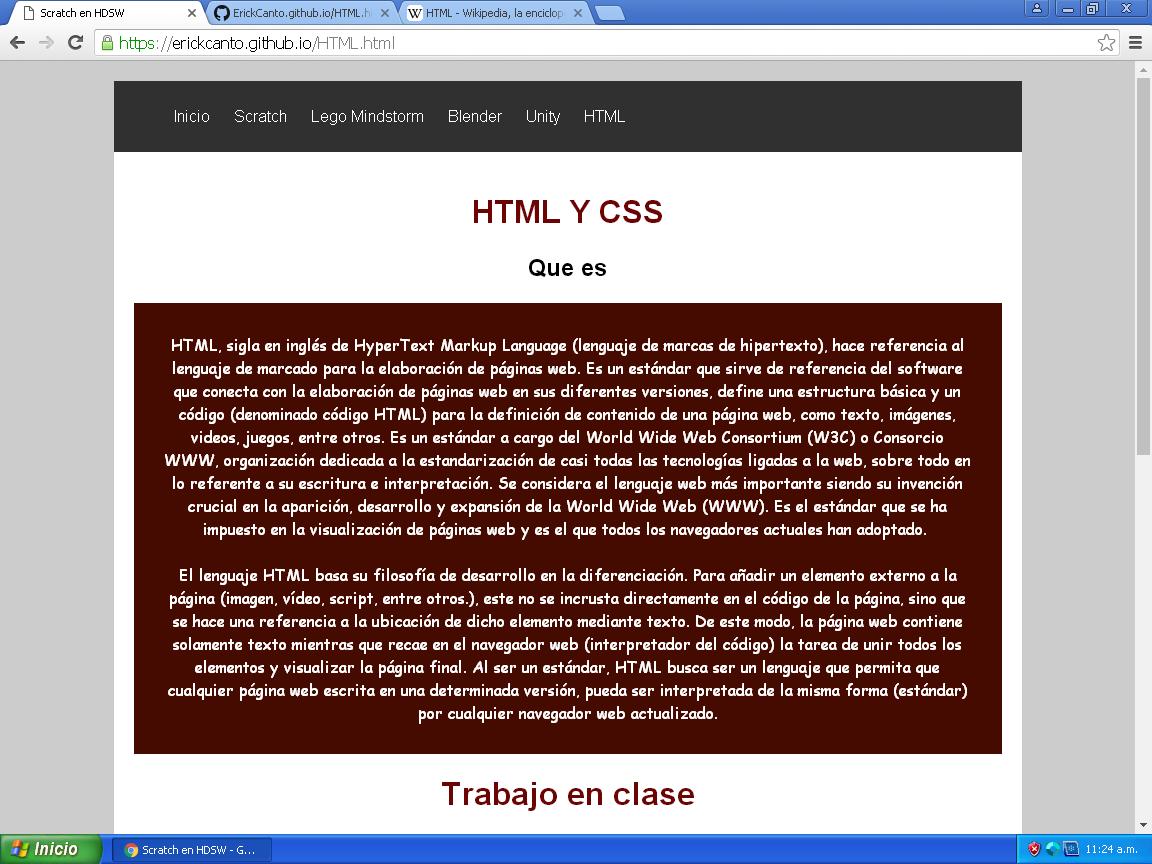 Scratch en HDSW
ErickCanto.github.io/HTML.h
HTML - Wikipedia, la enciclop
https://erickcanto.github.io/HTML.html
Inicio Scratch Lego Mindstorm Blender Unity HTML
HTML Y CSS
Que es
HTML, sigla en inglés de HyperText Markup Language (lenguaje de marcas de hipertexto), hace referencia al
lenguaje de marcado para la elaboración de páginas web. Es un estándar que sirve de referencia del software
que conecta con la elaboración de páginas web en sus diferentes versiones, define una estructura básica y un
código (denominado código HTML) para la definición de contenido de una página web, como texto, imágenes,
videos, juegos, entre otros. Es un estándar a cargo del World Wide Web Consortium (W3C) o Consorcio
WWW, organización dedicada a la estandarización de casi todas las tecnologías ligadas a la web, sobre todo en
lo referente a su escritura e interpretación. Se considera el lenguaje web más importante siendo su invención
crucial en la aparición, desarrollo y expansión de la World Wide Web (WWW). Es el estándar que se ha
impuesto en la visualización de páginas web y es el que todos los navegadores actuales han adoptado.
El lenguaje HTML basa su filosofía de desarrollo en la diferenciación. Para añadir un elemento externo a la
página (imagen, vídeo, script, entre otros.), este no se incrusta directamente en el código de la página, sino que
se hace una referencia a la ubicación de dicho elemento mediante texto. De este modo, la página web contiene
solamente texto mientras que recae en el navegador web (interpretador del código) la tarea de unir todos los
elementos y visualizar la página final. Al ser un estándar, HTML busca ser un lenguaje que permita que
cualquier página web escrita en una determinada versión, pueda ser interpretada de la misma forma (estándar)
por cualquier navegador web actualizado.
Trabajo en clase
Inicio
Scratch en HDSW - G...
11:24 a.m.